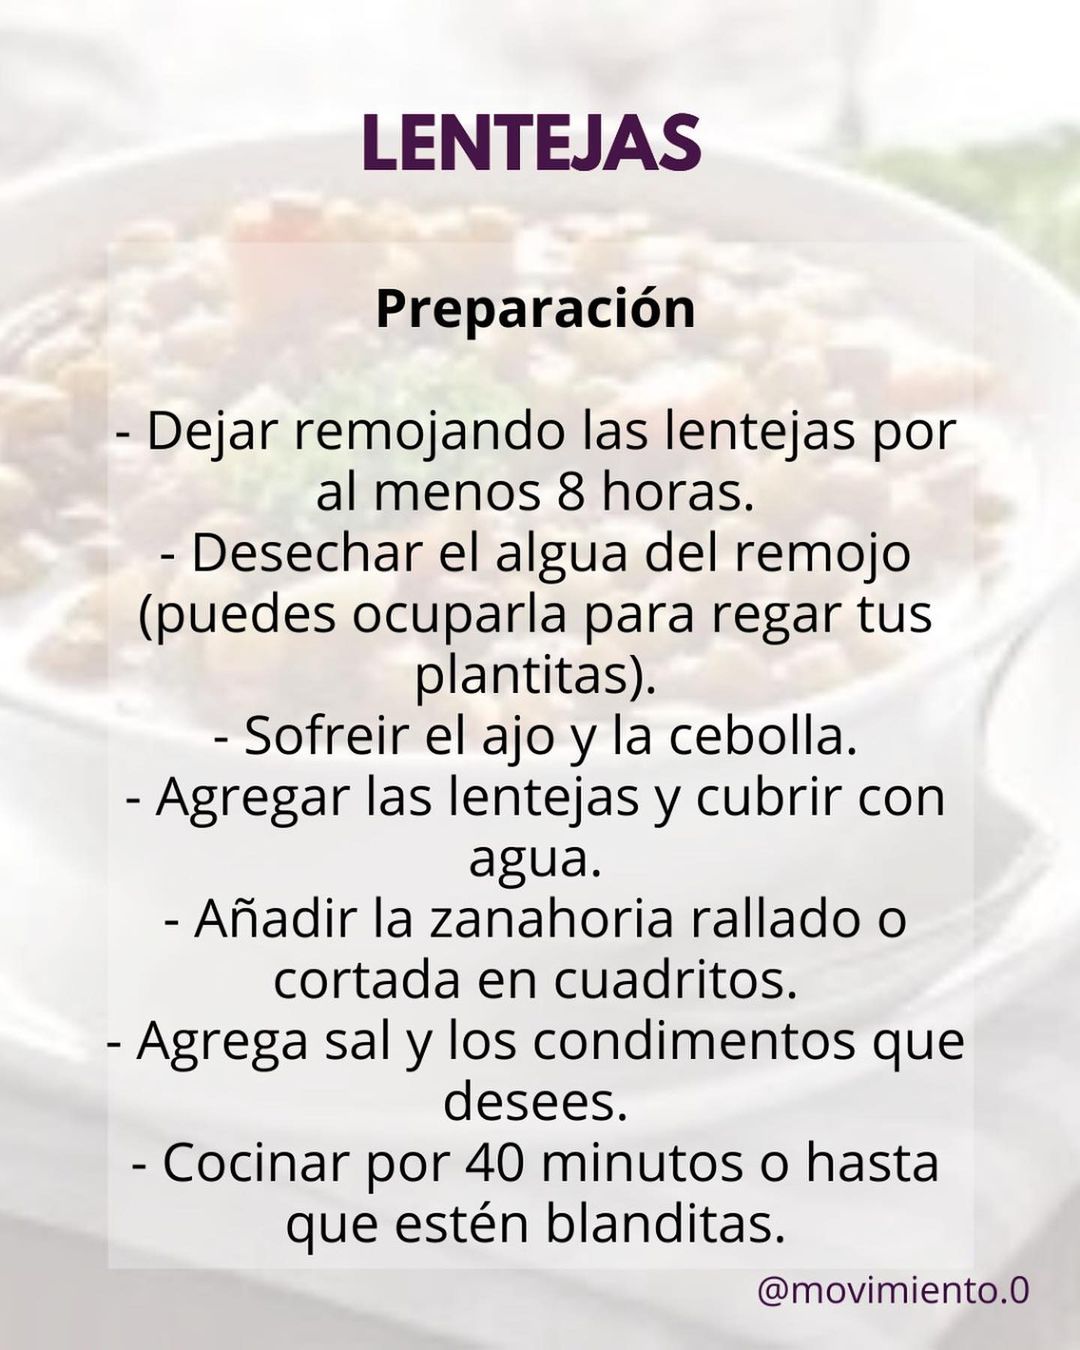 LENTEJAS
Preparación
- Dejar remojando las lentejas por
al menos 8 horas.
- Desechar el algua del remojo
(puedes ocuparla para regar tus
plantitas).
- Sofreir el ajo y la cebolla.
- Agregar las lentejas y cubrir con
agua.
- Añadir la zanahoria rallado o
cortada en cuadritos.
- Agrega sal y los condimentos que
desees.
- Cocinar por 40 minutos o hasta
que estén blanditas.
@movimiento.0